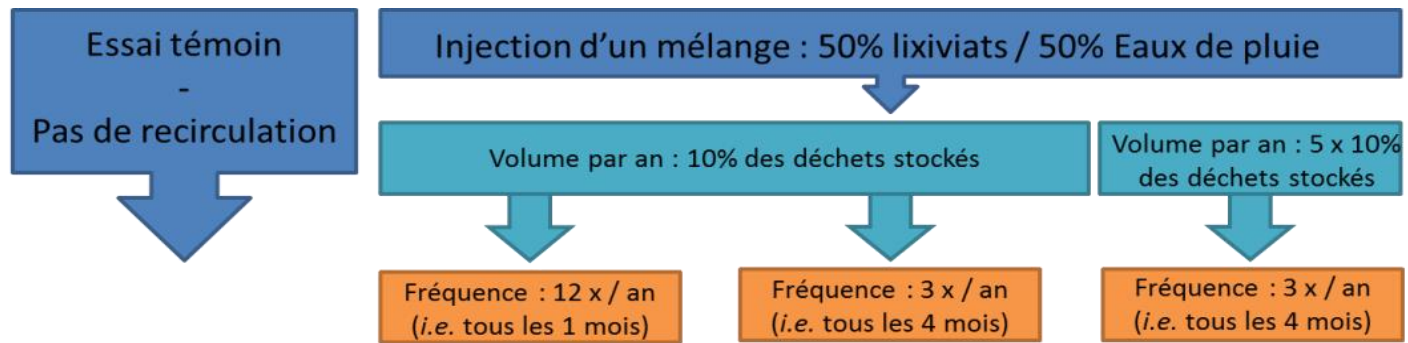 Essai témoin
-
Pas de recirculation
Injection d'un mélange : 50% lixiviats / 50% Eaux de pluie
Volume par an : 10% des déchets stockés
Volume par an : 5 x 10%
des déchets stockés
Fréquence : 12 x / an
(i.e. tous les 1 mois)
Fréquence : 3 x / an
(i.e. tous les 4 mois)
Fréquence : 3 x / an
(i.e. tous les 4 mois)